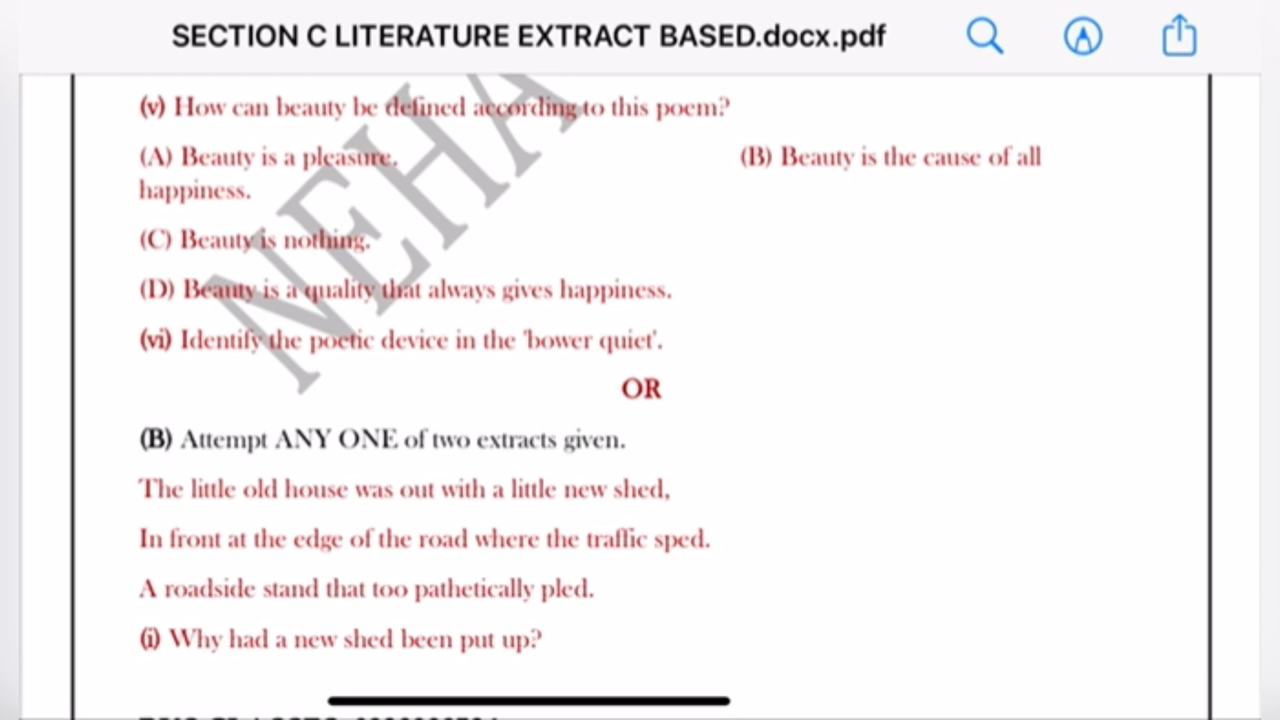 SECTION C LITERATURE EXTRACT BASED.docx.pdf
(v) How can beauty be defined according to this poem?
(A) Beauty is a pleasure. (B) Beauty is the cause of all
happiness.
(C) Beauty is nothing.
(D) Beauty is a quality that always gives happiness.
(vi) Identify the poetic device in the 'bower quiet'.
OR
(B) Attempt ANY ONE of two extracts given.
The little old house was out with a little new shed,
In front at the edge of the road where the traffic sped.
A roadside stand that too pathetically pled.
(i) Why had a new shed been put up?
NEHA